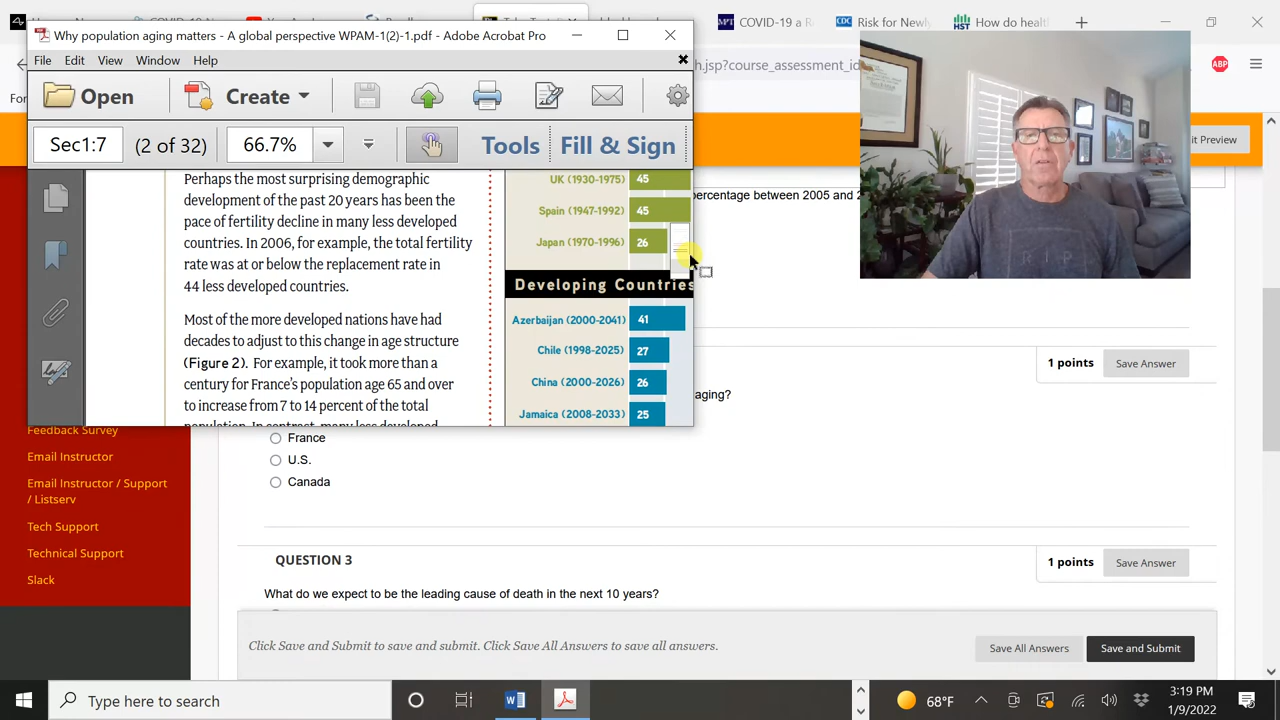 COVID-19 a R
Risk for Newly
How do healt
Why population aging matters - A global perspective WPAM-1(2)-1.pdf - Adobe Acrobat Pro
File Edit View Window Help
h.jsp?course_assessment_id
ABP
Open
Create
Sec1:7
(2 of 32)
66.7%
Tools
Fill & Sign
it Preview
Perhaps the most surprising demographic
development of the past 20 years has been the
pace of fertility decline in many less developed
countries. In 2006, for example, the total fertility
rate was at or below the replacement rate in
44 less developed countries.
Most of the more developed nations have had
decades to adjust to this change in age structure
(Figure 2). For example, it took more than a
century for France's population age 65 and over
to increase from 7 to 14 percent of the total
population. In contrast, many less developed
UK (1930-1975) 45
Spain (1947-1992) 45
Japan (1970-1996) 26
Developing Countries
Azerbaijan (2000-2041) 41
Chile (1998-2025) 27
China (2000-2026) 26
Jamaica (2008-2033) 25
percentage between 2005 and 2
1 points Save Answer
aging?
France
U.S.
Canada
Feedback Survey
Email Instructor
Email Instructor / Support
/ Listserv
Tech Support
Technical Support
Slack
QUESTION 3
1 points Save Answer
What do we expect to be the leading cause of death in the next 10 years?
Click Save and Submit to save and submit. Click Save All Answers to save all answers.
Save All Answers
Save and Submit
Type here to search
68°F
3:19 PM
1/9/2022